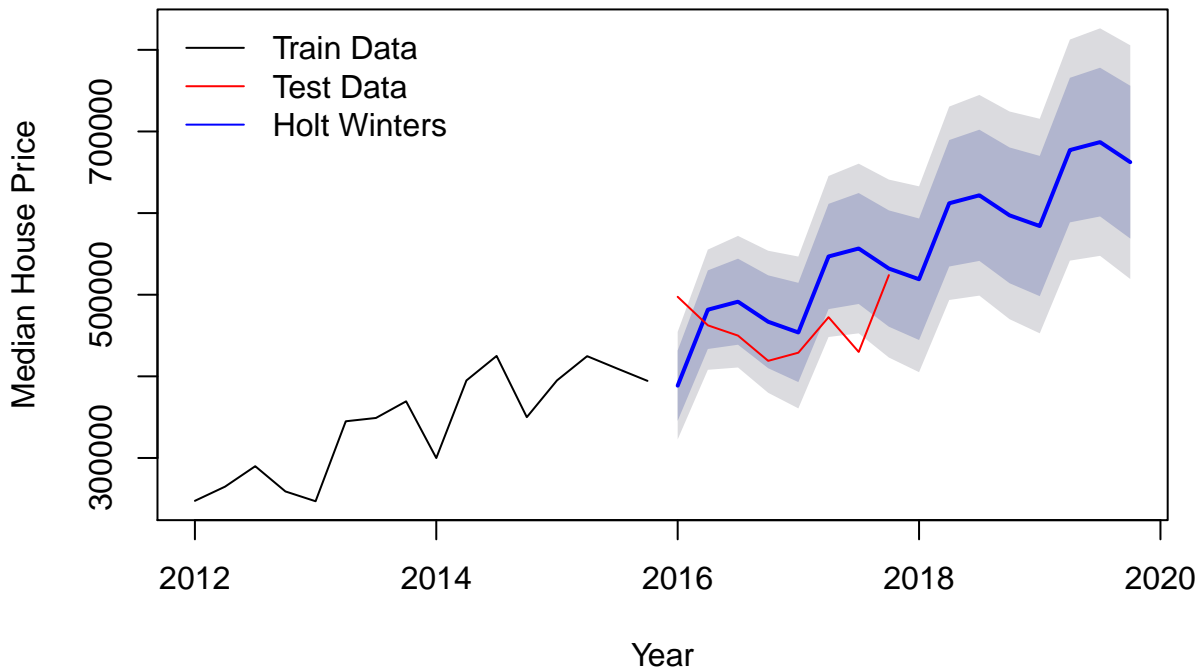 Train Data
Test Data
Holt Winters
Median House Price
700000
500000
300000
2012 2014 2016 2018 2020
Year